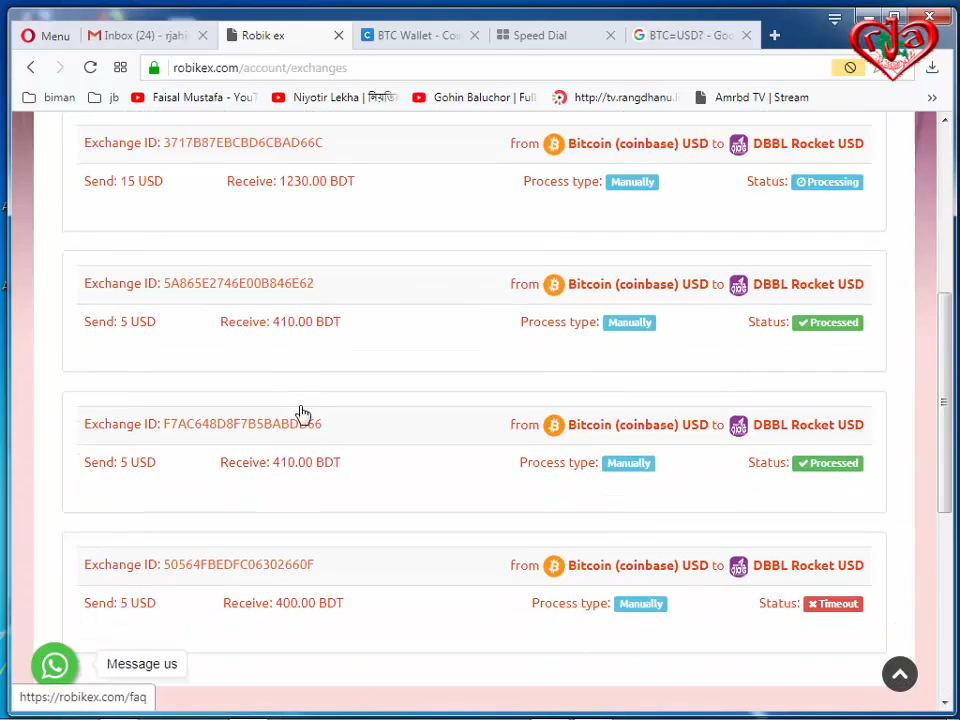 Menu
Inbox (24) - rjahi
Robik ex
BTC Wallet - Coi
Speed Dial
BTC=USD? - Goo
rja
robikex.com/account/exchanges
biman
jb
Faisal Mustafa - YouT
Niyotir Lekha | নিয়তির
Gohin Baluchor | Full
http://tv.rangdhanu.
Amrbd TV | Stream
Exchange ID: 3717B87EBCBD6CBAD66C from Bitcoin (coinbase) USD to DBBL Rocket USD
Send: 15 USD Receive: 1230.00 BDT Process type: Manually Status: Processing
Exchange ID: 5A865E2746E00B846E62 from Bitcoin (coinbase) USD to DBBL Rocket USD
Send: 5 USD Receive: 410.00 BDT Process type: Manually Status: Processed
Exchange ID: from Bitcoin (coinbase) USD to DBBL Rocket USD
Send: 5 USD Receive: 410.00 BDT Process type: Manually Status: Processed
Exchange ID: 50564FBEDFC06302660F from Bitcoin (coinbase) USD to DBBL Rocket USD
Send: 5 USD Receive: 400.00 BDT Process type: Manually Status: Timeout
Message us
https://robikex.com/faq